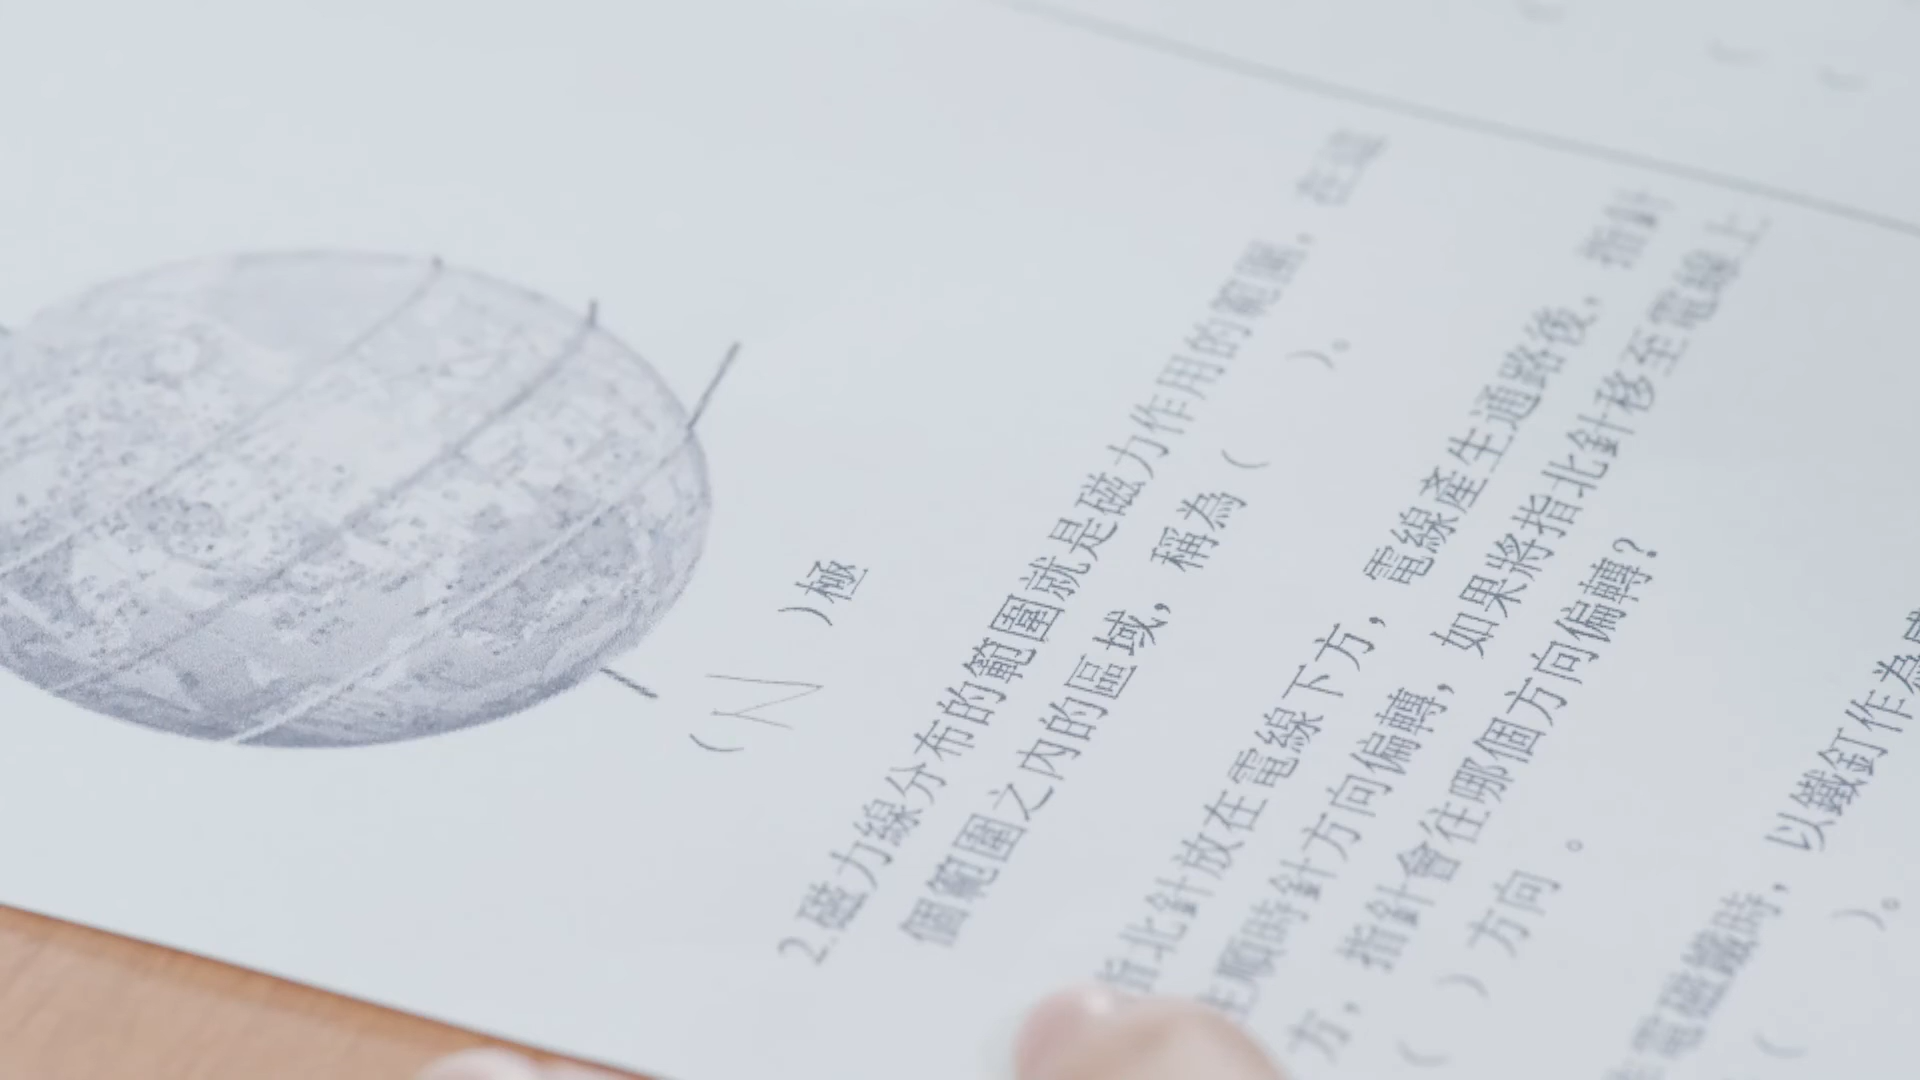 ( N )極
2.磁力線分布的範圍就是磁力作用的範圍，在這
個範圍之內的區域，稱為( )。
指北針放在電線下方，電線產生通路後，指針
往順時針方向偏轉，如果將指北針移至電線上
方，指針會往哪個方向偏轉?
( )方向。
電磁鐵時，以鐵釘作為
( )。